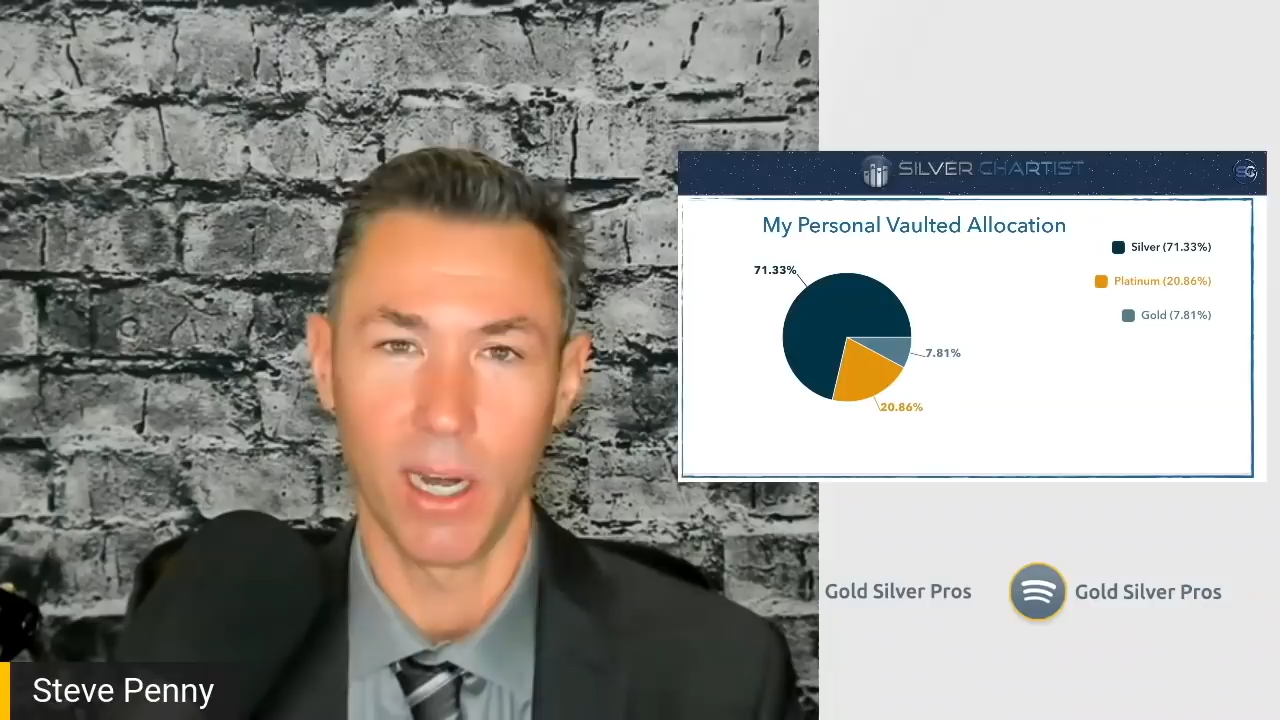 SILVER CHARTIST
My Personal Vaulted Allocation
Silver (71.33%)
71.33%
Platinum (20.86%)
Gold (7.81%)
7.81%
20.86%
Gold Silver Pros
Gold Silver Pros
Steve Penny